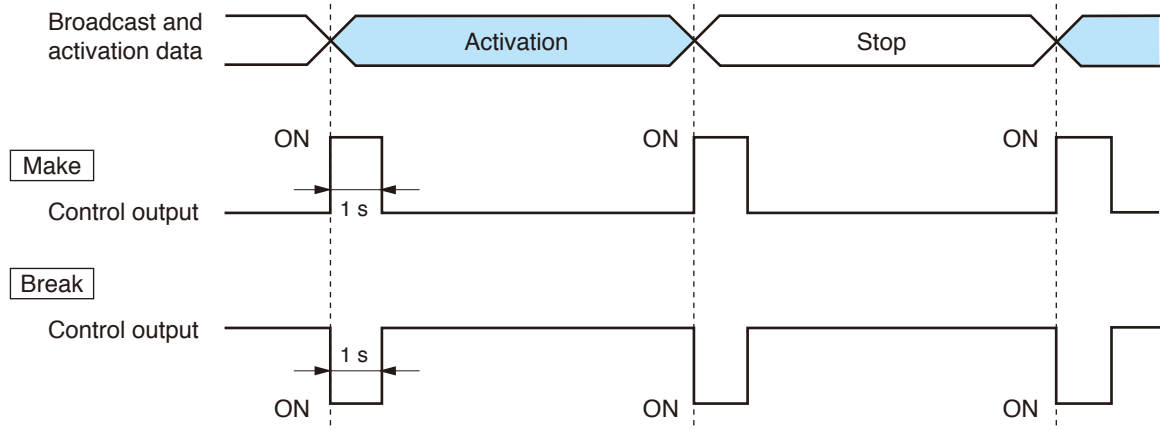 Broadcast and
activation data
Activation
Stop
ON
ON
ON
Make
1 s
Control output
Break
Control output
1 s
ON
ON
ON